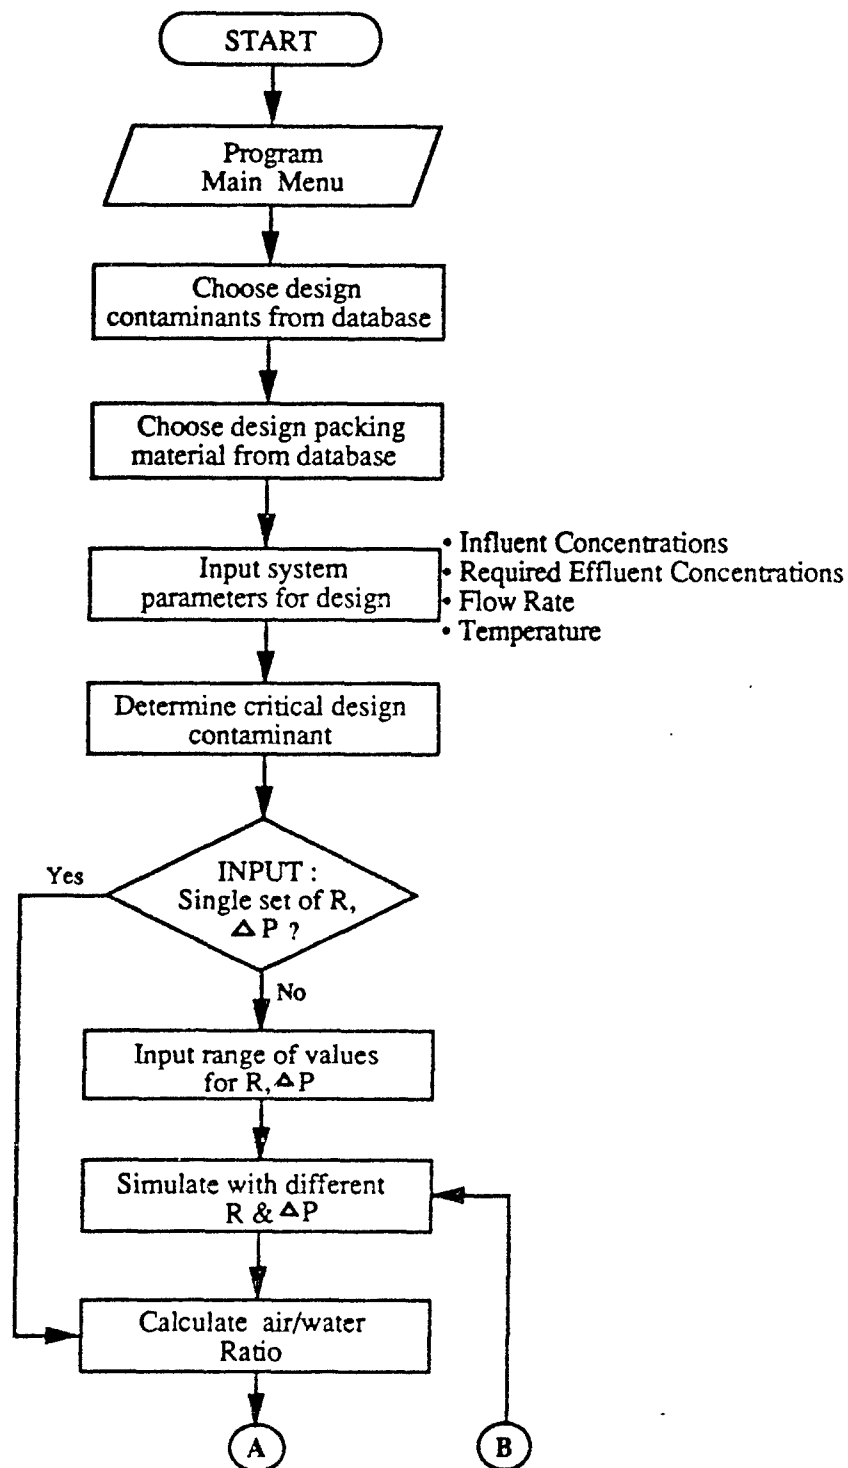 START
Program
Main Menu
Choose design
contaminants from database
Choose design packing
material from database
Input system
parameters for design
• Influent Concentrations
• Required Effluent Concentrations
• Flow Rate
• Temperature
Determine critical design
contaminant
Yes
INPUT :
Single set of R,
Δ P ?
No
Input range of values
for R, Δ P
Simulate with different
R & Δ P
Calculate air/water
Ratio
A
B